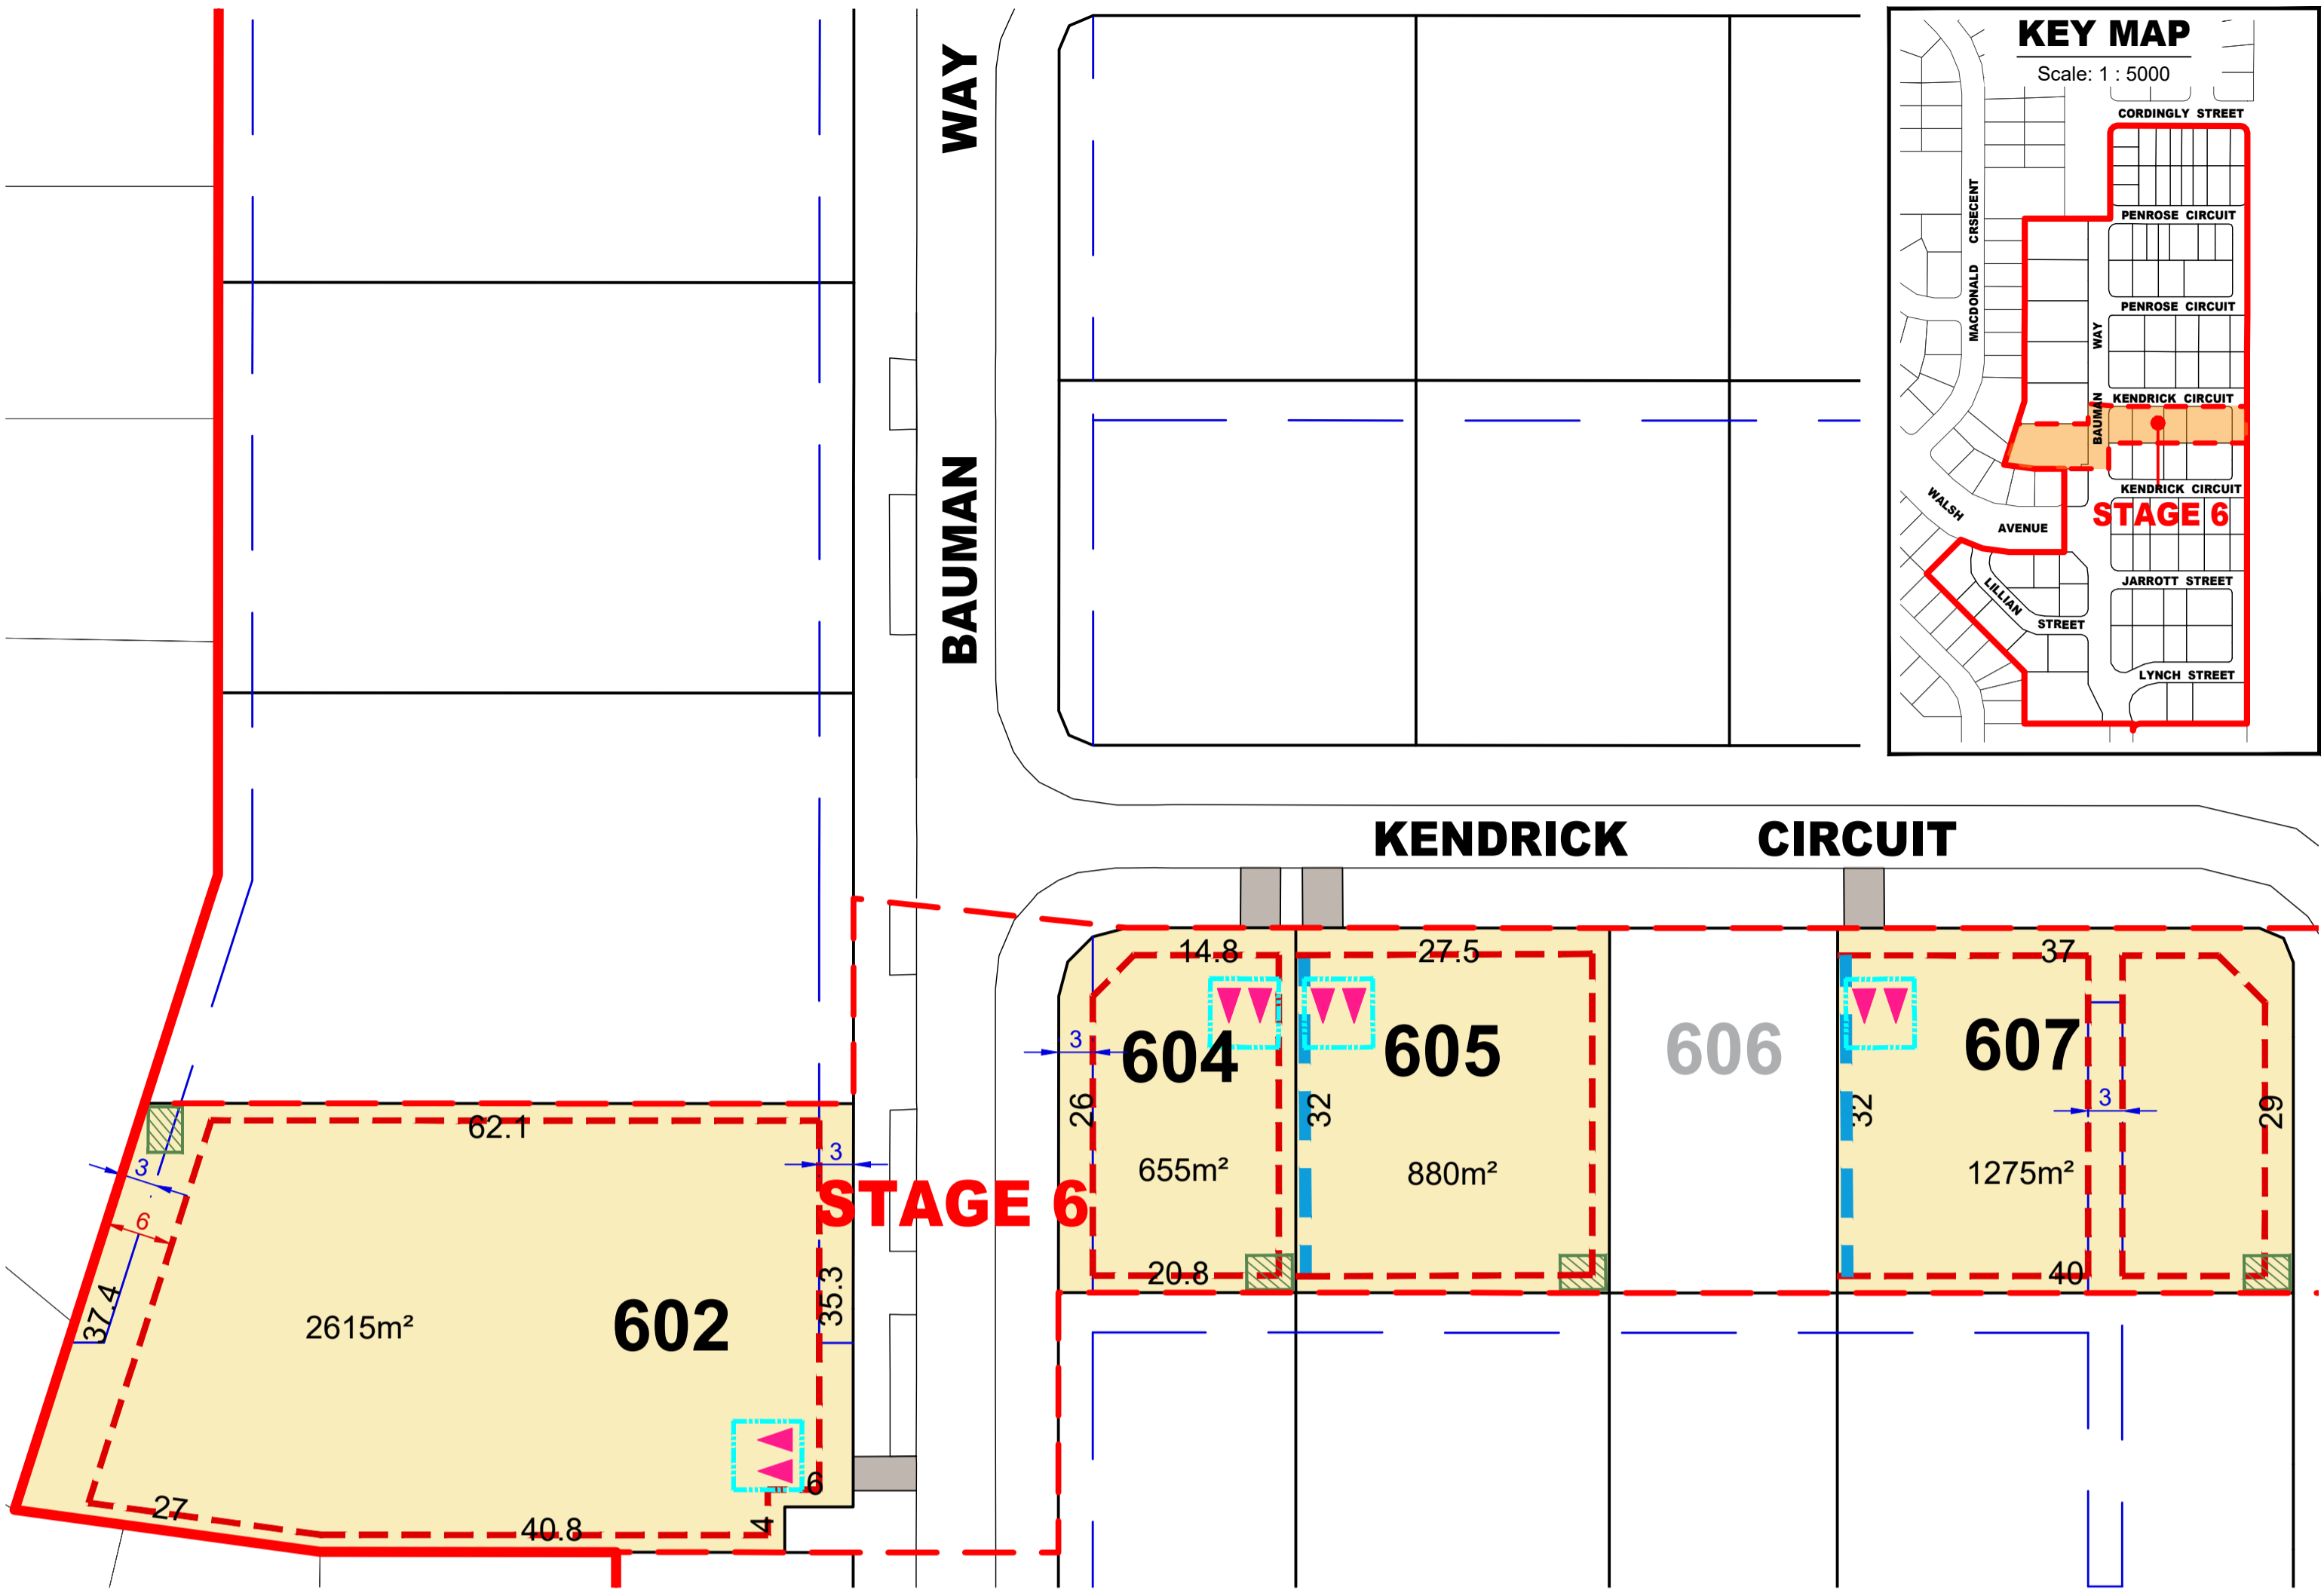 KEY MAP
Scale: 1 : 5000
CORDINGLY STREET
PENROSE CIRCUIT
PENROSE CIRCUIT
MACDONALD CRSECENT
BAUMAN WAY
KENDRICK CIRCUIT
KENDRICK CIRCUIT
STAGE 6
WALSH
AVENUE
JARROTT STREET
LILLIAN
STREET
LYNCH STREET
BAUMAN WAY
KENDRICK CIRCUIT
14.8
27.5
37
604
605
606
607
3
26
32
32
3
29
655m²
880m²
1275m²
20.8
40
62.1
3
3
STAGE 6
6
37.4
35.3
2615m²
602
6
27
40.8
4